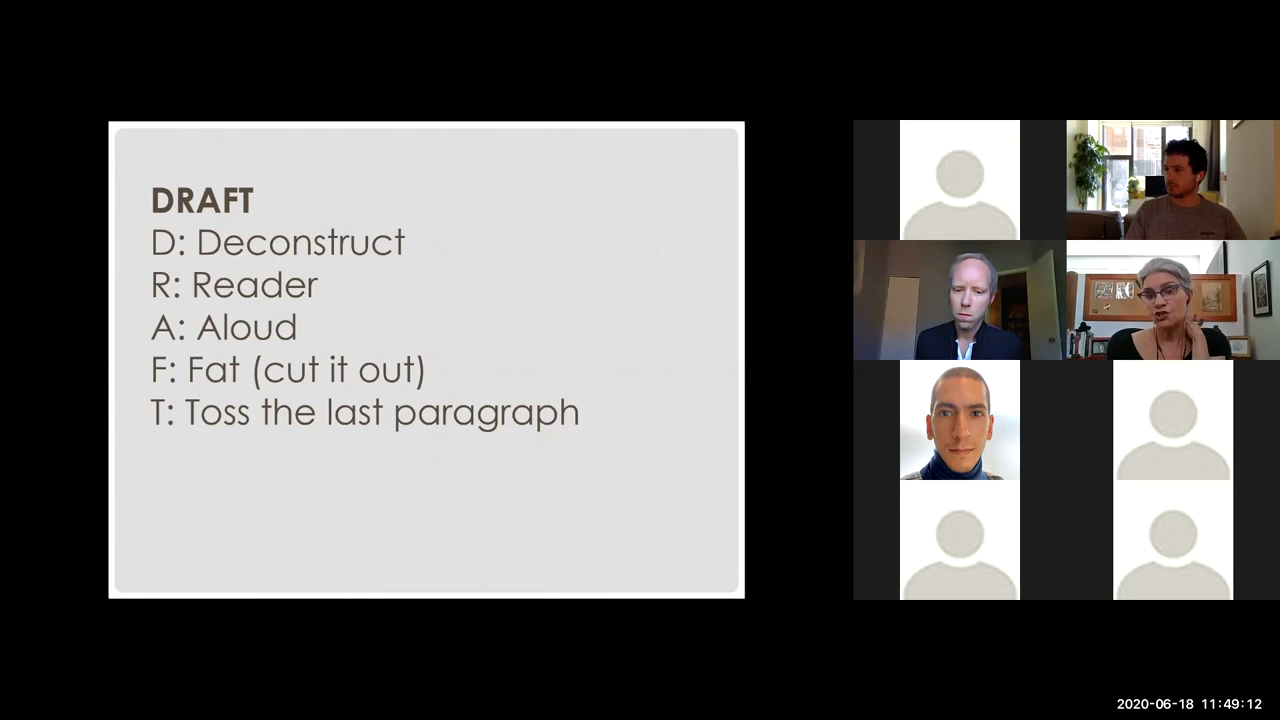 DRAFT
D: Deconstruct
R: Reader
A: Aloud
F: Fat (cut it out)
T: Toss the last paragraph
2020-06-18 11:49:12